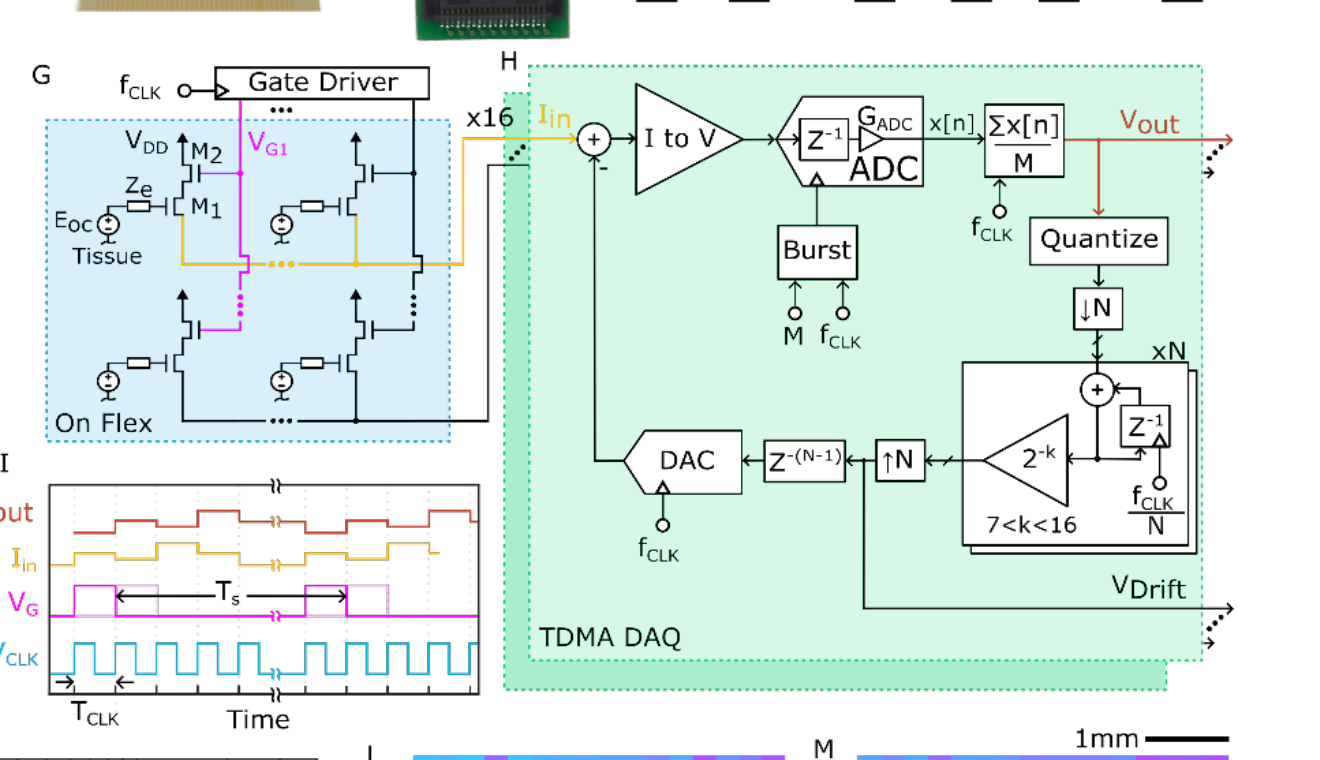 G
fCLK
Gate Driver
...
VDD
M2
VG1
Ze
M1
Eoc
Tissue
...
...
On Flex
x16
H
Iin
+
-
I to V
Z-1
GADC
ADC
x[n]
Σx[n]
M
fCLK
Vout
Burst
M
fCLK
Quantize
↓N
xN
+
Z-1
fCLK
N
2-k
7<k<16
↑N
Z-(N-1)
DAC
fCLK
VDrift
TDMA DAQ
I
out
Iin
VG
Ts
VCLK
TCLK
Time
M
1mm